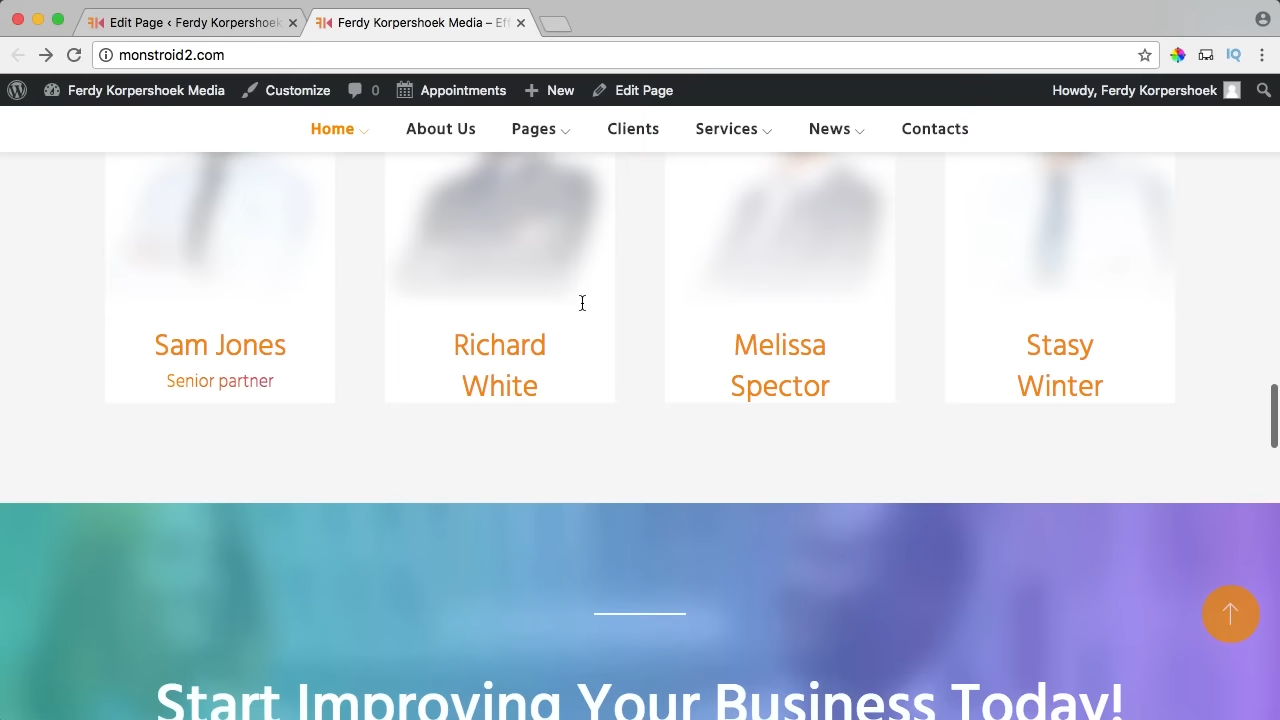 Edit Page ‹ Ferdy Korpershoek
Ferdy Korpershoek Media – Eff
monstroid2.com
Ferdy Korpershoek Media
Customize
0
Appointments
New
Edit Page
Howdy, Ferdy Korpershoek
Home
About Us
Pages
Clients
Services
News
Contacts
Sam Jones
Senior partner
Richard
White
Melissa
Spector
Stasy
Winter
Start Improving Your Business Today!